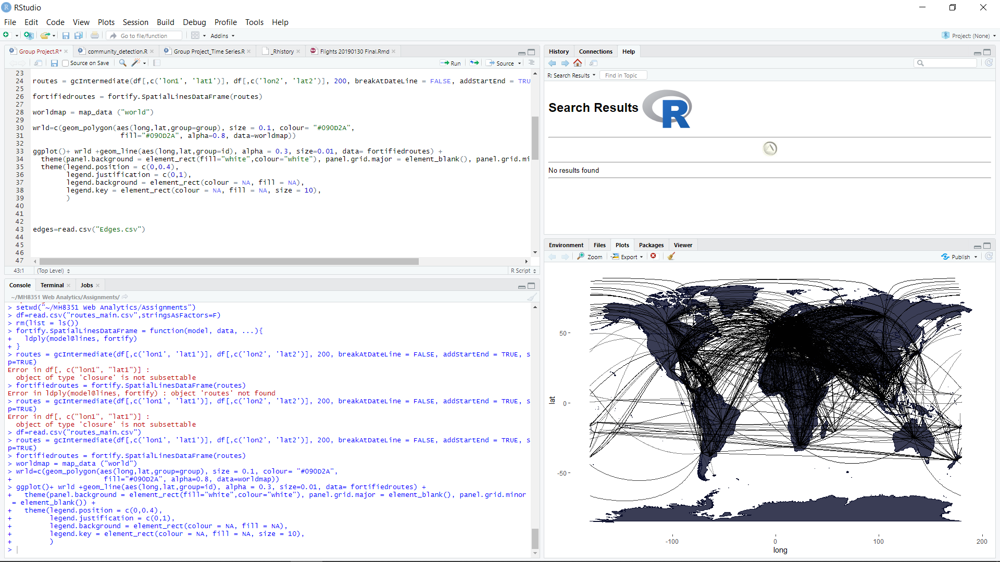 RStudio
File Edit Code View Plots Session Build Debug Profile Tools Help
Go to file/function Addins Project: (None)
Group Project.R* community_detection.R Group Project_Time Series.R _Rhistory Flights 20190130 Final.Rmd
Source on Save Run Source
23
24 routes = gcIntermediate(df[,c('lon1', 'lat1')], df[,c('lon2', 'lat2')], 200, breakAtDateLine = FALSE, addStartEnd = TRU
25
26 fortifiedroutes = fortify.SpatialLinesDataFrame(routes)
27
28 worldmap = map_data ("world")
29
30 wrld=c(geom_polygon(aes(long,lat,group=group), size = 0.1, colour= "#090D2A",
31 fill="#090D2A", alpha=0.8, data=worldmap))
32
33 ggplot()+ wrld +geom_line(aes(long,lat,group=id), alpha = 0.3, size=0.01, data= fortifiedroutes) +
34 theme(panel.background = element_rect(fill="white",colour="white"), panel.grid.major = element_blank(), panel.grid.mi
35 theme(legend.position = c(0,0.4),
36 legend.justification = c(0,1),
37 legend.background = element_rect(colour = NA, fill = NA),
38 legend.key = element_rect(colour = NA, fill = NA, size = 10),
39 )
40
41
42
43 edges=read.csv("Edges.csv")
44
45
46
47
43:1 (Top Level) R Script
Console Terminal Jobs
~/MH8351 Web Analytics/Assignments/
> setwd("~/MH8351 Web Analytics/Assignments")
> df=read.csv("routes_main.csv",stringsAsFactors=F)
> rm(list = ls())
> fortify.SpatialLinesDataFrame = function(model, data, ...){
+ ldply(model@lines, fortify)
+ }
> routes = gcIntermediate(df[,c('lon1', 'lat1')], df[,c('lon2', 'lat2')], 200, breakAtDateLine = FALSE, addStartEnd = TRUE, s
p=TRUE)
Error in df[, c("lon1", "lat1")] :
object of type 'closure' is not subsettable
> fortifiedroutes = fortify.SpatialLinesDataFrame(routes)
Error in ldply(model@lines, fortify) : object 'routes' not found
> routes = gcIntermediate(df[,c('lon1', 'lat1')], df[,c('lon2', 'lat2')], 200, breakAtDateLine = FALSE, addStartEnd = TRUE, s
p=TRUE)
Error in df[, c("lon1", "lat1")] :
object of type 'closure' is not subsettable
> df=read.csv("routes_main.csv")
> routes = gcIntermediate(df[,c('lon1', 'lat1')], df[,c('lon2', 'lat2')], 200, breakAtDateLine = FALSE, addStartEnd = TRUE, s
p=TRUE)
> fortifiedroutes = fortify.SpatialLinesDataFrame(routes)
> worldmap = map_data ("world")
> wrld=c(geom_polygon(aes(long,lat,group=group), size = 0.1, colour= "#090D2A",
+ fill="#090D2A", alpha=0.8, data=worldmap))
> ggplot()+ wrld +geom_line(aes(long,lat,group=id), alpha = 0.3, size=0.01, data= fortifiedroutes) +
+ theme(panel.background = element_rect(fill="white",colour="white"), panel.grid.major = element_blank(), panel.grid.minor
= element_blank()) +
+ theme(legend.position = c(0,0.4),
+ legend.justification = c(0,1),
+ legend.background = element_rect(colour = NA, fill = NA),
+ legend.key = element_rect(colour = NA, fill = NA, size = 10),
+ )
>
History Connections Help
R: Search Results Find in Topic
Search Results R
No results found
Environment Files Plots Packages Viewer
Zoom Export Publish
50
0
-50
lat
-100 0 100 200
long